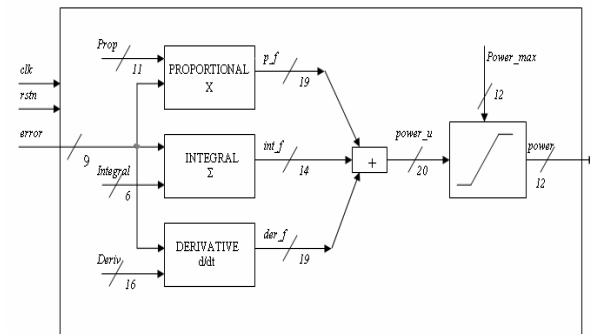 Prop
11
PROPORTIONAL
X
p_f
19
Power_max
12
clk
rstn
error
9
Integral
6
INTEGRAL
Σ
int_f
14
+
power_u
20
power
12
Deriv
16
DERIVATIVE
d/dt
der_f
19